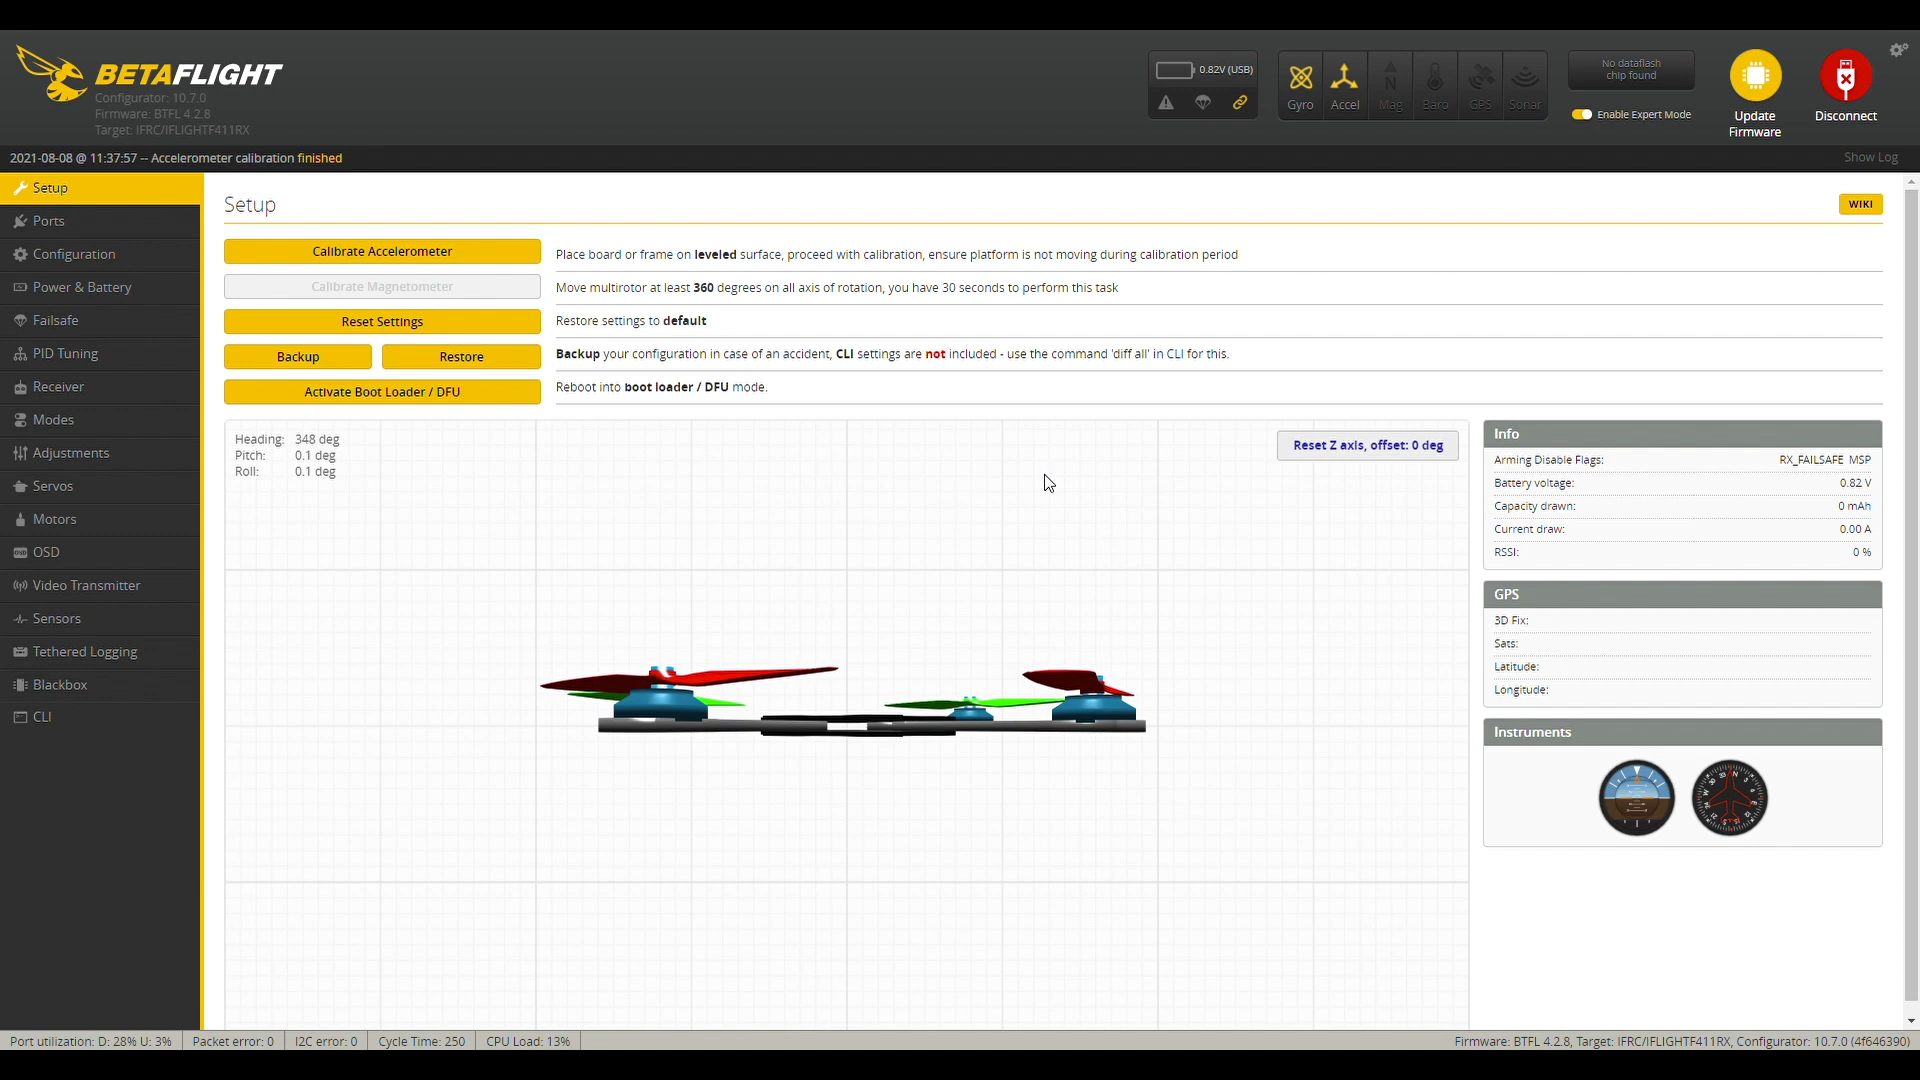 BETAFLIGHT
Configurator: 10.7.0
Firmware: BTFL 4.2.8
Target: IFRC/IFLIGHTF411RX
0.82V (USB)
Gyro
Accel
Mag
Baro
GPS
Sonar
No dataflash
chip found
Enable Expert Mode
Update
Firmware
Disconnect
2021-08-08 @ 11:37:57 -- Accelerometer calibration finished
Show Log
Setup
Ports
Configuration
Power & Battery
Failsafe
PID Tuning
Receiver
Modes
Adjustments
Servos
Motors
OSD
Video Transmitter
Sensors
Tethered Logging
Blackbox
CLI
Setup
WIKI
Calibrate Accelerometer
Place board or frame on leveled surface, proceed with calibration, ensure platform is not moving during calibration period
Calibrate Magnetometer
Move multirotor at least 360 degrees on all axis of rotation, you have 30 seconds to perform this task
Reset Settings
Restore settings to default
Backup
Restore
Backup your configuration in case of an accident, CLI settings are not included - use the command 'diff all' in CLI for this.
Activate Boot Loader / DFU
Reboot into boot loader / DFU mode.
Heading: 348 deg
Pitch: 0.1 deg
Roll: 0.1 deg
Reset Z axis, offset: 0 deg
Info
Arming Disable Flags: RX_FAILSAFE MSP
Battery voltage: 0.82 V
Capacity drawn: 0 mAh
Current draw: 0.00 A
RSSI: 0 %
GPS
3D Fix:
Sats:
Latitude:
Longitude:
Instruments
Port utilization: D: 28% U: 3%
Packet error: 0
I2C error: 0
Cycle Time: 250
CPU Load: 13%
Firmware: BTFL 4.2.8, Target: IFRC/IFLIGHTF411RX, Configurator: 10.7.0 (4f646390)